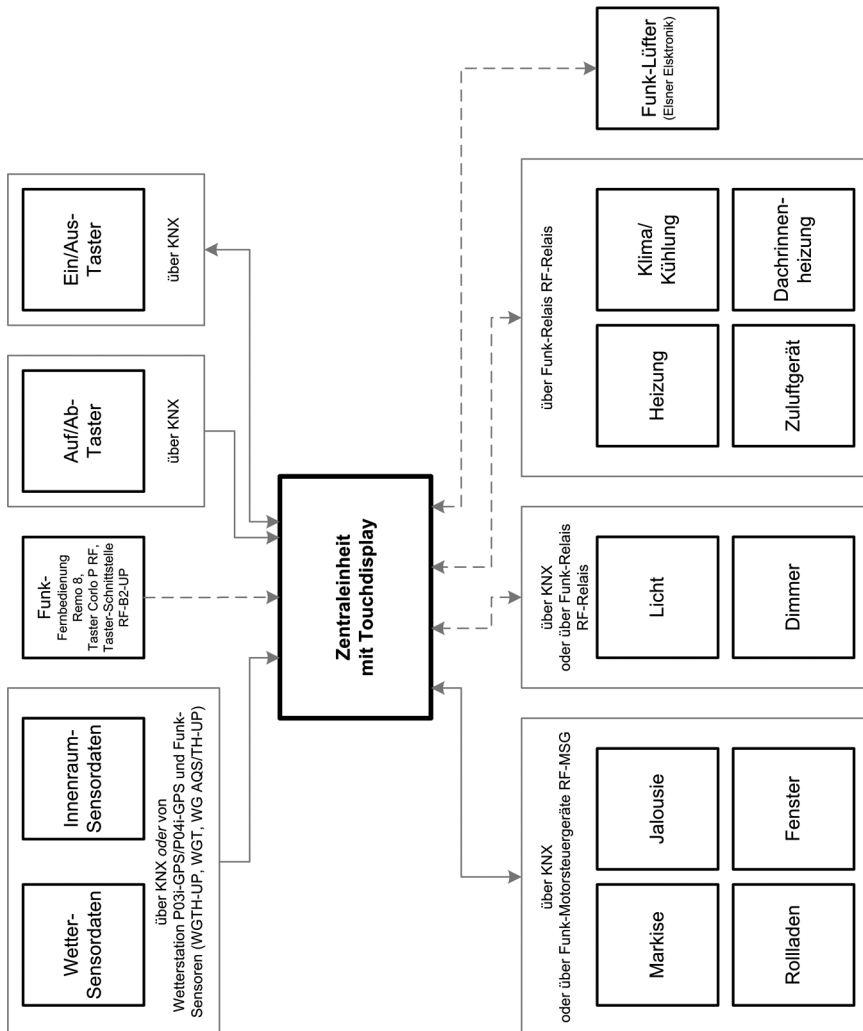 Wetter-
Sensordaten
Innenraum-
Sensordaten
über KNX oder von
Wetterstation P03i-GPS/P04i-GPS und Funk-
Sensoren (WGTH-UP, WGT, WG AQS/TH-UP)
Funk-
Fernbedienung
Remo 8,
Taster Corlo P RF,
Taster-Schnittstelle
RF-B2-UP
Auf/Ab-
Taster
über KNX
Ein/Aus-
Taster
über KNX
Zentraleinheit
mit Touchdisplay
über KNX
oder über Funk-Motorsteuergeräte RF-MSG
Markise
Jalousie
Rollladen
Fenster
über KNX
oder über Funk-Relais
RF-Relais
Licht
Dimmer
über Funk-Relais RF-Relais
Heizung
Klima/
Kühlung
Zuluftgerät
Dachrinnen-
heizung
Funk-Lüfter
(Elsner Elsktronik)